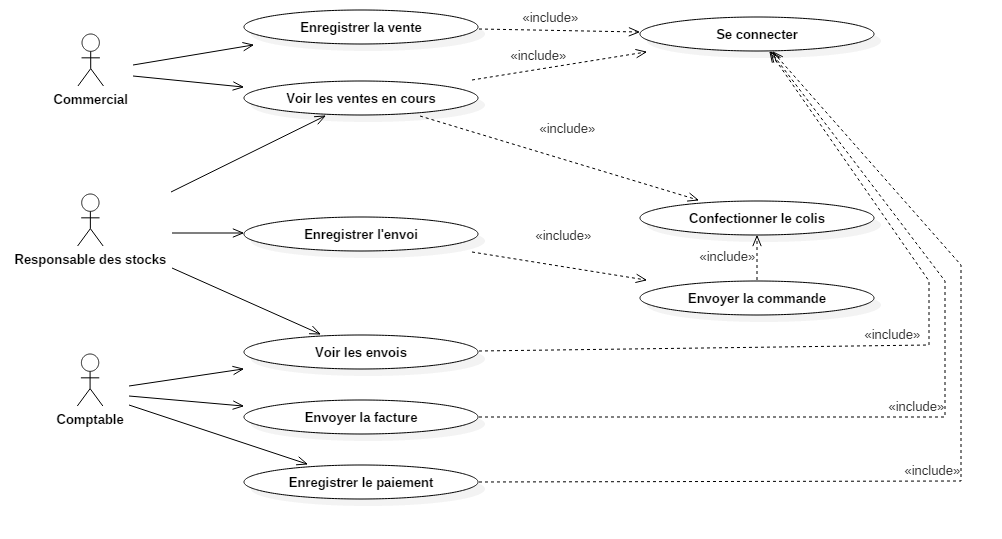 Enregistrer la vente
«include»
Se connecter
«include»
Commercial
Voir les ventes en cours
«include»
Confectionner le colis
Enregistrer l'envoi
«include»
Responsable des stocks
«include»
Envoyer la commande
«include»
Voir les envois
«include»
Envoyer la facture
Comptable
«include»
Enregistrer le paiement